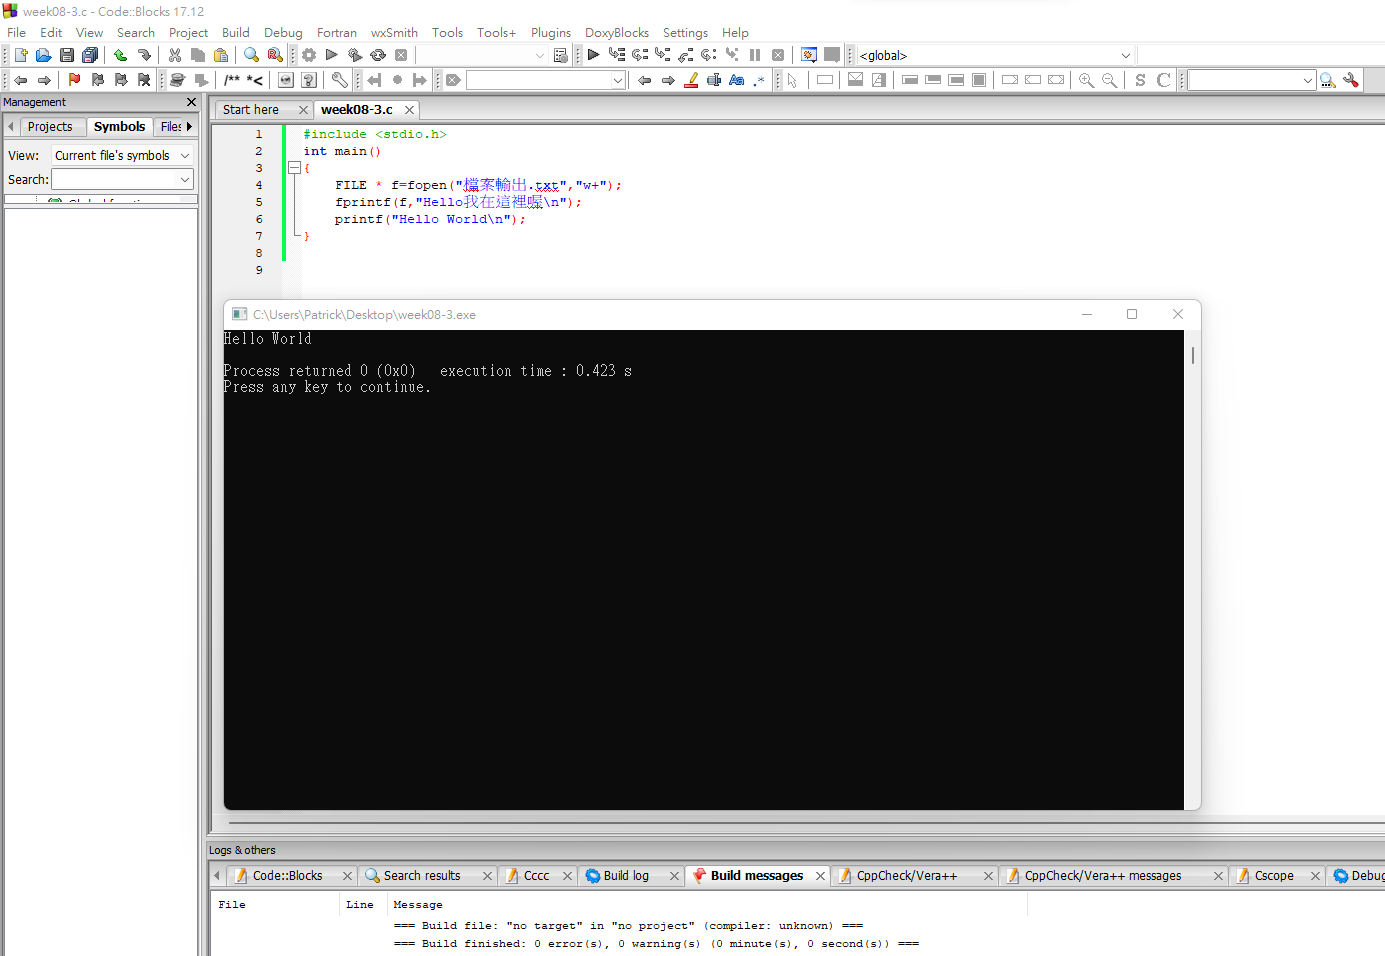 week08-3.c - Code::Blocks 17.12
File Edit View Search Project Build Debug Fortran wxSmith Tools Tools+ Plugins DoxyBlocks Settings Help
<global>
/** *<
S C
Management
Projects Symbols Files
View: Current file's symbols
Search:
Start here week08-3.c
1 #include <stdio.h>
2 int main()
3 {
4 FILE * f=fopen("檔案輸出.txt","w+");
5 fprintf(f,"Hello我在這裡喔\n");
6 printf("Hello World\n");
7 }
8
9
C:\Users\Patrick\Desktop\week08-3.exe
Hello World
Process returned 0 (0x0) execution time : 0.423 s
Press any key to continue.
Logs & others
Code::Blocks Search results Cccc Build log Build messages CppCheck/Vera++ CppCheck/Vera++ messages Cscope Debug
File Line Message
=== Build file: "no target" in "no project" (compiler: unknown) ===
=== Build finished: 0 error(s), 0 warning(s) (0 minute(s), 0 second(s)) ===